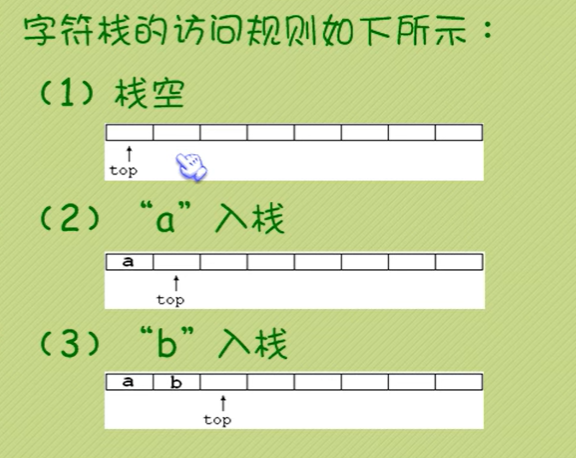 字符栈的访问规则如下所示：
（1）栈空
top
（2）“a”入栈
a
top
（3）“b”入栈
a b
top